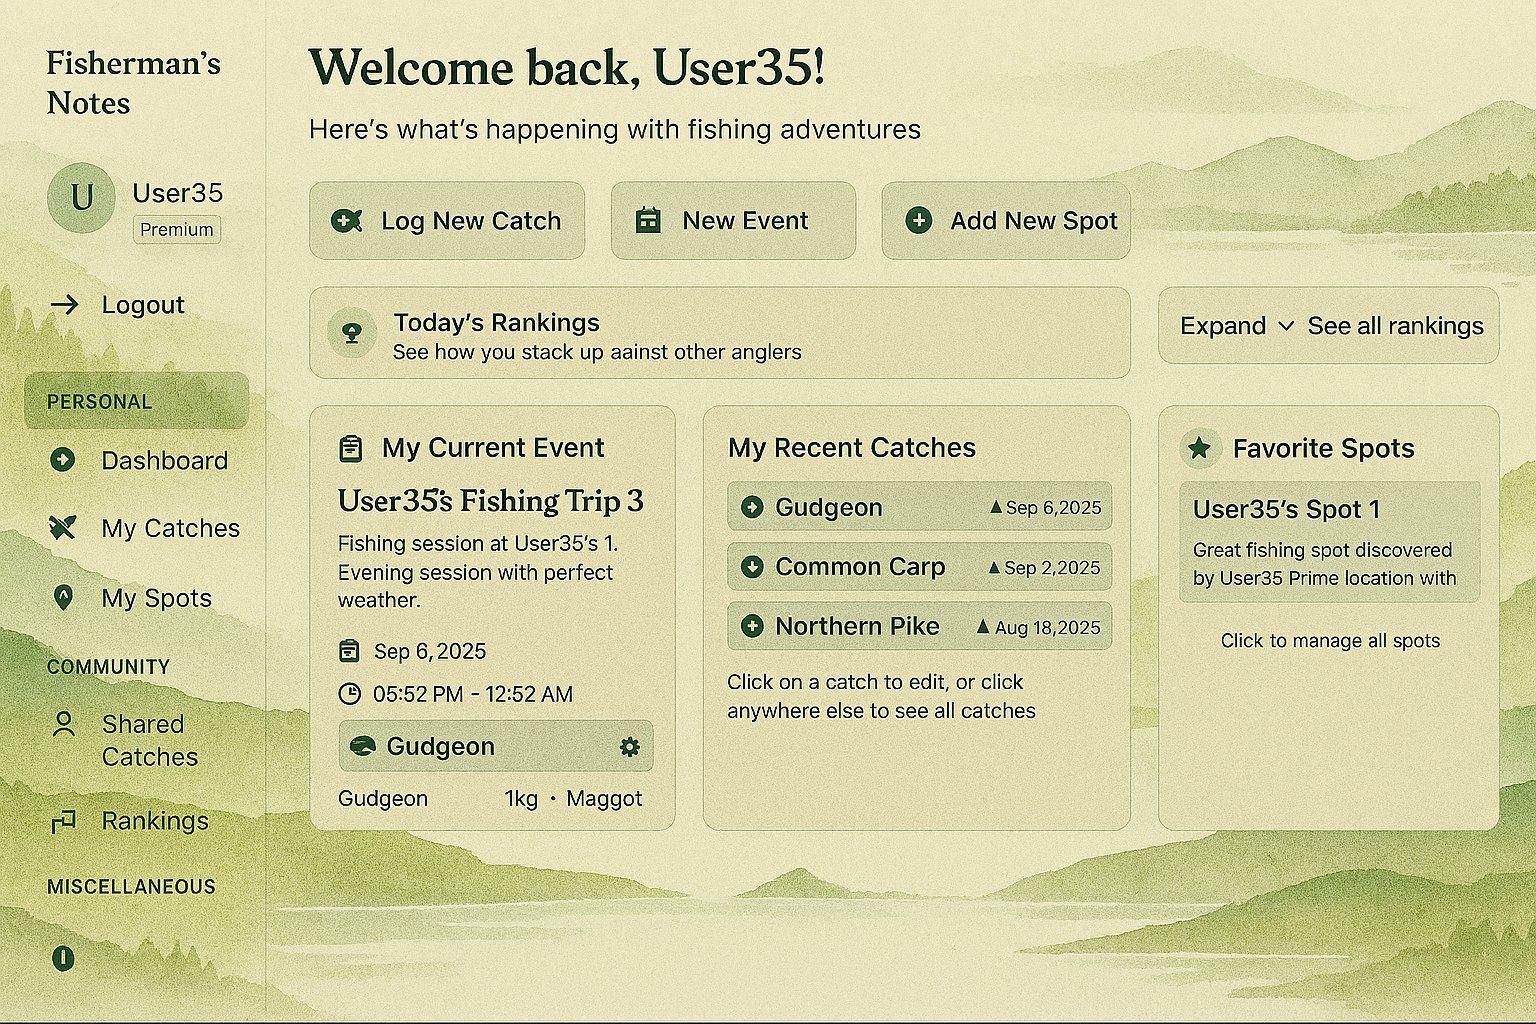 Fisherman's
Notes
U
User35
Premium
Logout
PERSONAL
Dashboard
My Catches
My Spots
COMMUNITY
Shared
Catches
Rankings
MISCELLANEOUS
Welcome back, User35!
Here's what's happening with fishing adventures
Log New Catch
New Event
Add New Spot
Today's Rankings
See how you stack up aainst other anglers
Expand
See all rankings
My Current Event
User35's Fishing Trip 3
Fishing session at User35's 1.
Evening session with perfect
weather.
Sep 6, 2025
05:52 PM - 12:52 AM
Gudgeon
Gudgeon 1kg • Maggot
My Recent Catches
Gudgeon ▲ Sep 6,2025
Common Carp ▲ Sep 2,2025
Northern Pike ▲ Aug 18,2025
Click on a catch to edit, or click
anywhere else to see all catches
Favorite Spots
User35's Spot 1
Great fishing spot discovered
by User35 Prime location with
Click to manage all spots